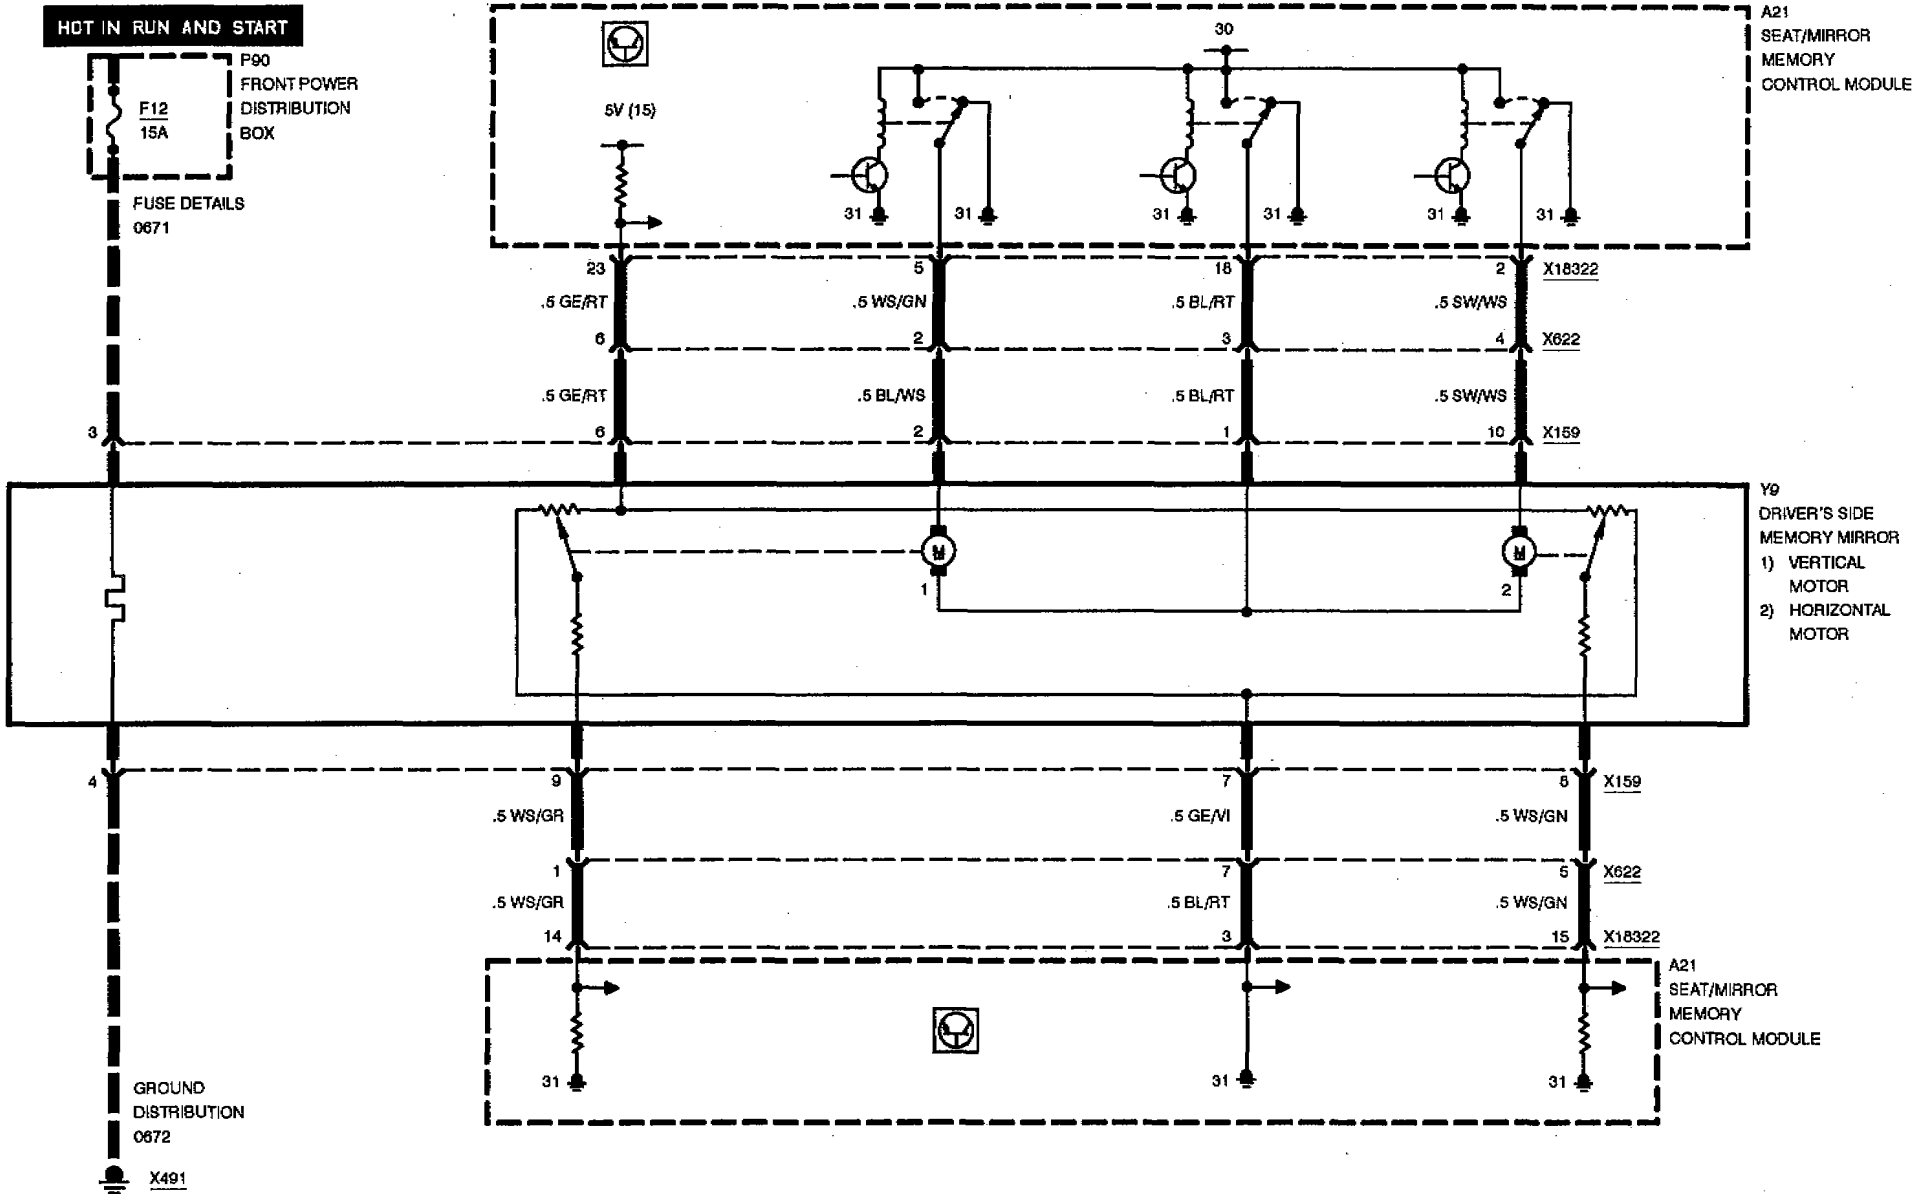 HOT IN RUN AND START
P90
FRONT POWER
DISTRIBUTION
BOX
F12
15A
FUSE DETAILS
0671
A21
SEAT/MIRROR
MEMORY
CONTROL MODULE
30
5V (15)
31 31 31 31 31 31
23 5 18 2 X18322
.5 GE/RT .5 WS/GN .5 BL/RT .5 SW/WS
6 2 3 4 X622
.5 GE/RT .5 BL/WS .5 BL/RT .5 SW/WS
3 6 2 1 10 X159
Y9
DRIVER'S SIDE
MEMORY MIRROR
1) VERTICAL
MOTOR
2) HORIZONTAL
MOTOR
M M
1 2
4 9 7 8 X159
.5 WS/GR .5 GE/VI .5 WS/GN
1 7 5 X622
.5 WS/GR .5 BL/RT .5 WS/GN
14 3 15 X18322
A21
SEAT/MIRROR
MEMORY
CONTROL MODULE
31 31 31
GROUND
DISTRIBUTION
0672
X491